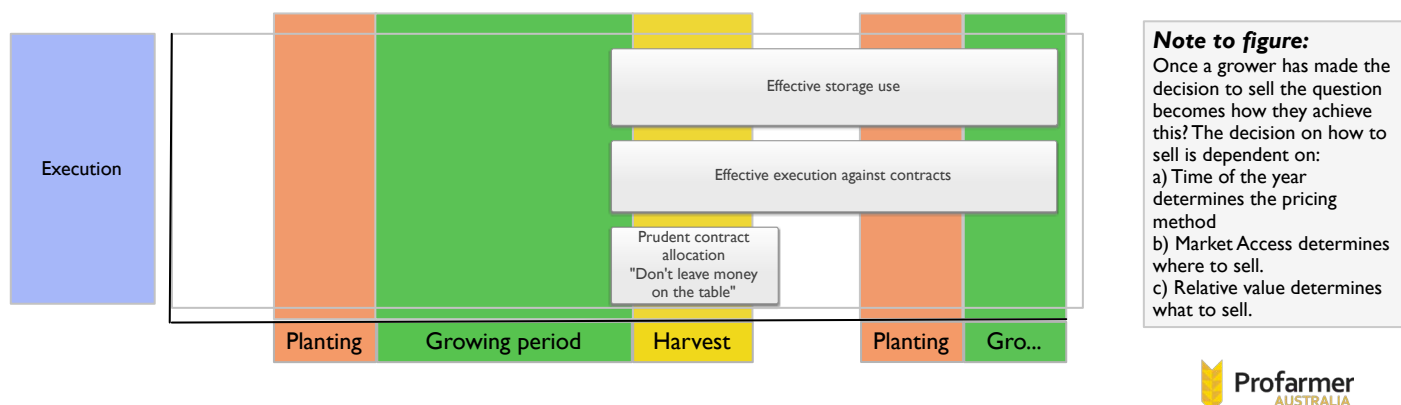 Execution
Effective storage use
Effective execution against contracts
Prudent contract
allocation
"Don't leave money
on the table"
Planting
Growing period
Harvest
Planting
Gro...
Note to figure:
Once a grower has made the
decision to sell the question
becomes how they achieve
this? The decision on how to
sell is dependent on:
a) Time of the year
determines the pricing
method
b) Market Access determines
where to sell.
c) Relative value determines
what to sell.
Profarmer
AUSTRALIA